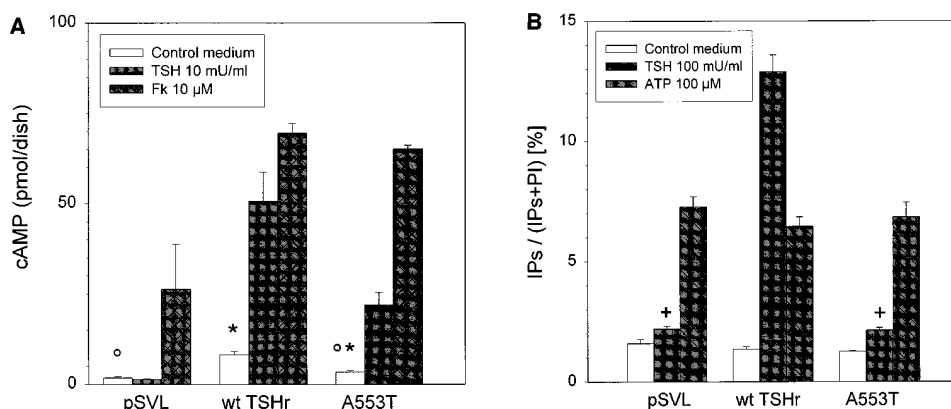 A
100
50
0
cAMP (pmol/dish)
Control medium
TSH 10 mU/ml
Fk 10 µM
o
*
o *
pSVL
wt TSHr
A553T
B
15
10
5
0
IPs / (IPs+PI) [%]
Control medium
TSH 100 mU/ml
ATP 100 µM
+
+
pSVL
wt TSHr
A553T